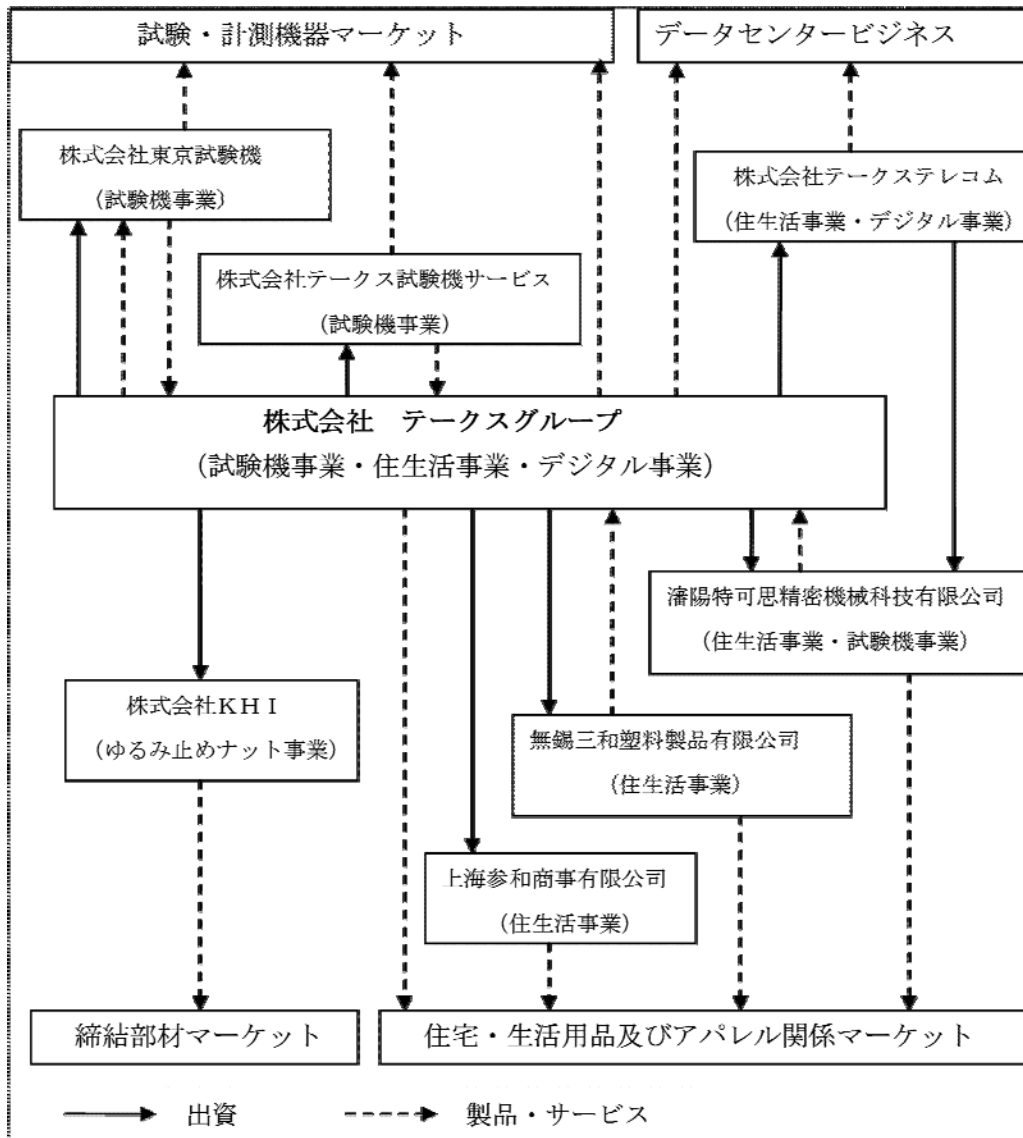 試験・計測機器マーケット
データセンタービジネス
株式会社東京試験機
(試験機事業)
株式会社テークステレコム
(住生活事業・デジタル事業)
株式会社テークス試験機サービス
(試験機事業)
株式会社 テークスグループ
(試験機事業・住生活事業・デジタル事業)
瀋陽特可思精密機械科技有限公司
(住生活事業・試験機事業)
株式会社KHI
(ゆるみ止めナット事業)
無錫三和塑料製品有限公司
(住生活事業)
上海参和商事有限公司
(住生活事業)
締結部材マーケット
住宅・生活用品及びアパレル関係マーケット
出資
製品・サービス